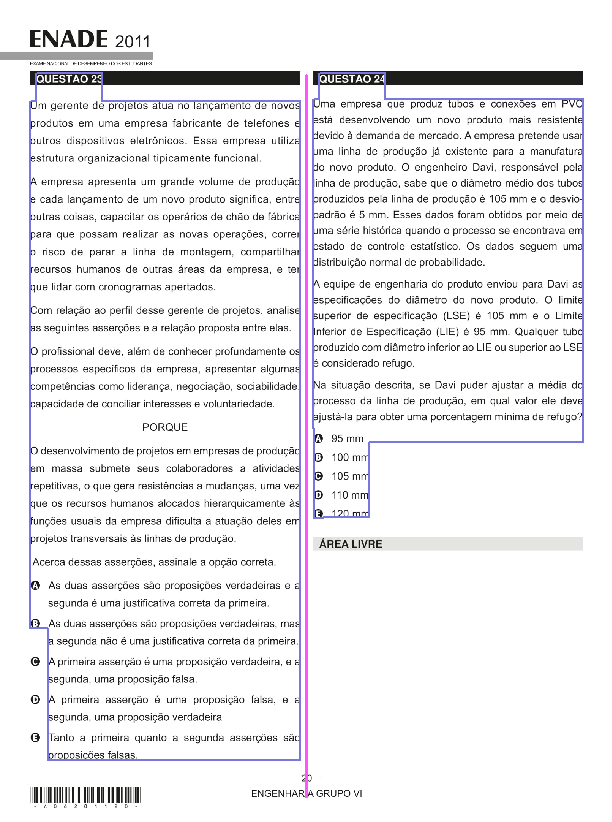 ENADE 2011
EXAME NACIONAL DE DESEMPENHO DOS ESTUDANTES
QUESTÃO 23
Um gerente de projetos atua no lançamento de novos
produtos em uma empresa fabricante de telefones e
outros dispositivos eletrônicos. Essa empresa utiliza
estrutura organizacional tipicamente funcional.
A empresa apresenta um grande volume de produção
e cada lançamento de um novo produto significa, entre
outras coisas, capacitar os operários de chão de fábrica
para que possam realizar as novas operações, correr
o risco de parar a linha de montagem, compartilhar
recursos humanos de outras áreas da empresa, e ter
que lidar com cronogramas apertados.
Com relação ao perfil desse gerente de projetos, analise
as seguintes asserções e a relação proposta entre elas.
O profissional deve, além de conhecer profundamente os
processos específicos da empresa, apresentar algumas
competências como liderança, negociação, sociabilidade,
capacidade de conciliar interesses e voluntariedade.
PORQUE
O desenvolvimento de projetos em empresas de produção
em massa submete seus colaboradores a atividades
repetitivas, o que gera resistências a mudanças, uma vez
que os recursos humanos alocados hierarquicamente às
funções usuais da empresa dificulta a atuação deles em
projetos transversais às linhas de produção.
Acerca dessas asserções, assinale a opção correta.
A As duas asserções são proposições verdadeiras e a
segunda é uma justificativa correta da primeira.
B As duas asserções são proposições verdadeiras, mas
a segunda não é uma justificativa correta da primeira.
C A primeira asserção é uma proposição verdadeira, e a
segunda, uma proposição falsa.
D A primeira asserção é uma proposição falsa, e a
segunda, uma proposição verdadeira
E Tanto a primeira quanto a segunda asserções são
proposições falsas.
QUESTÃO 24
Uma empresa que produz tubos e conexões em PVC
está desenvolvendo um novo produto mais resistente
devido à demanda de mercado. A empresa pretende usar
uma linha de produção já existente para a manufatura
do novo produto. O engenheiro Davi, responsável pela
linha de produção, sabe que o diâmetro médio dos tubos
produzidos pela linha de produção é 105 mm e o desvio-
padrão é 5 mm. Esses dados foram obtidos por meio de
uma série histórica quando o processo se encontrava em
estado de controle estatístico. Os dados seguem uma
distribuição normal de probabilidade.
A equipe de engenharia do produto enviou para Davi as
especificações do diâmetro do novo produto. O limite
superior de especificação (LSE) é 105 mm e o Limite
Inferior de Especificação (LIE) é 95 mm. Qualquer tubo
produzido com diâmetro inferior ao LIE ou superior ao LSE
é considerado refugo.
Na situação descrita, se Davi puder ajustar a média do
processo da linha de produção, em qual valor ele deve
ajustá-la para obter uma porcentagem mínima de refugo?
A 95 mm
B 100 mm
C 105 mm
D 110 mm
E 120 mm
ÁREA LIVRE
20
ENGENHARIA GRUPO VI